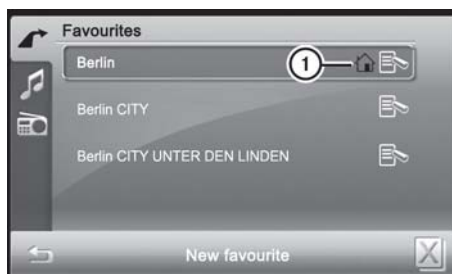 Favourites
Berlin
1
Berlin CITY
Berlin CITY UNTER DEN LINDEN
New favourite